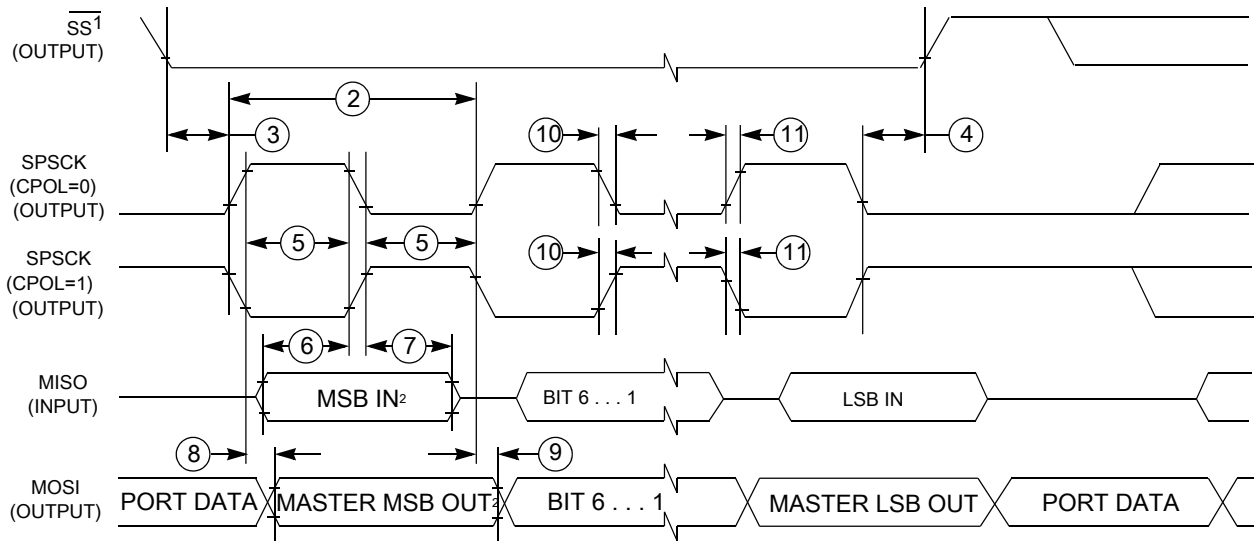 SS1
(OUTPUT)
2
3
10
11
4
SPSCK
(CPOL=0)
(OUTPUT)
5
5
SPSCK
(CPOL=1)
(OUTPUT)
10
11
6
7
MISO
(INPUT)
MSB IN2
BIT 6 . . . 1
LSB IN
8
9
MOSI
(OUTPUT)
PORT DATA
MASTER MSB OUT2
BIT 6 . . . 1
MASTER LSB OUT
PORT DATA